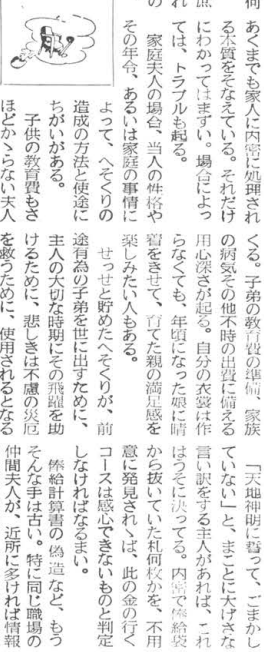 あくまでも家人に内密に処理され
る本質をそなえている。それだけ
にわかってはまずい。場合によっ
ては、トラブルも起る。
家庭夫人の場合、当人の性格や
その年令、あるいは家庭の事情に
よって、へそくりの
造成の方法と使途に
ちがいがある。
子供の教育費もさ
ほどかゝらない夫人
くる。子弟の教育費の準備、家族
の病気その他不時の出費に備える
用心深さが起る。自分の衣裳は作
らなくても、年頃になった娘に晴
着をきせて、育てた親の満足感を
楽しみたい人もある。
せっせと貯めたへそくりが、前
途有為の子弟を世に出すために、
主人の大切な時期にその飛躍を助
けるために、悲しきは不慮の災厄
を救うために、使用されるとなる
「天地神明に誓って、ごまかし
ていない」と、まことに大げさな
言い訳をする主人があれば、これ
はうそに決ってる。内密で俸給袋
から抜いていた札何枚かを、不用
意に発見されゝば、此の金の行く
コースは感心できないものと判定
しなければなるまい。
俸給計算書の偽造など、もう
そんな手は古い。特に同じ職場の
仲間夫人が、近所に多ければ情報